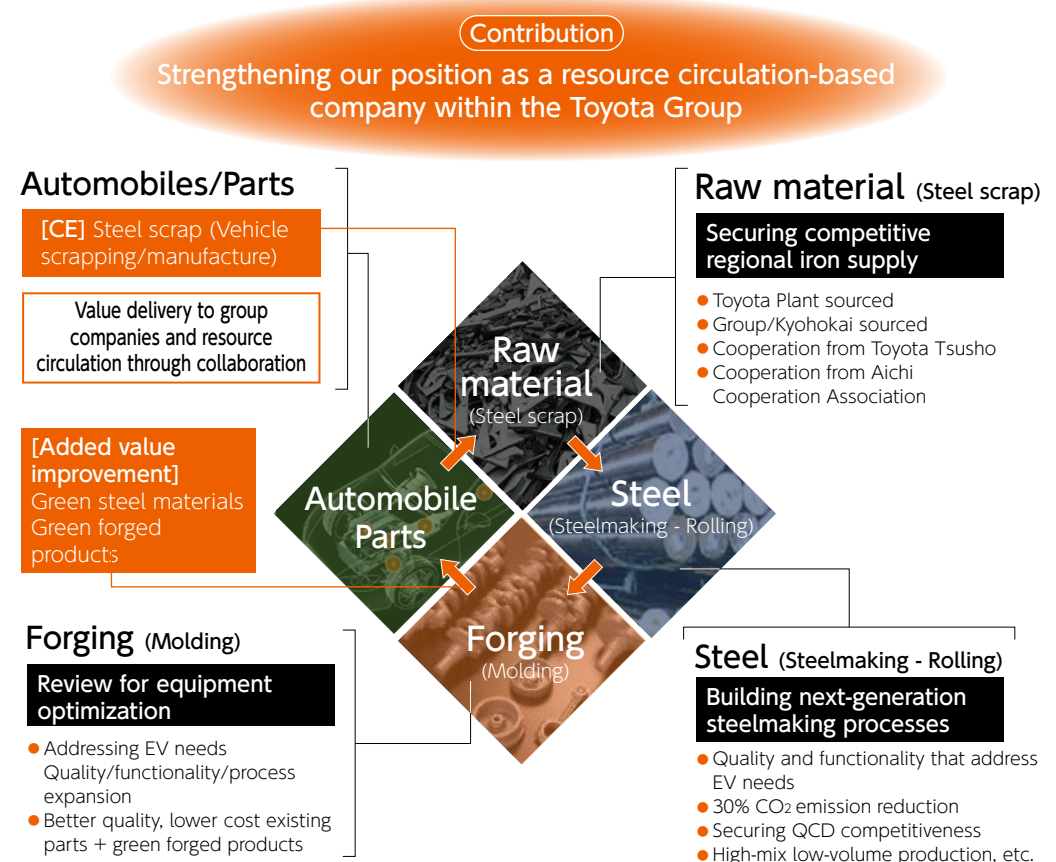 Contribution
Strengthening our position as a resource circulation-based
company within the Toyota Group
Automobiles/Parts
[CE] Steel scrap (Vehicle
scrapping/manufacture)
Value delivery to group
companies and resource
circulation through collaboration
[Added value
improvement]
Green steel materials
Green forged
products
Raw material (Steel scrap)
Securing competitive
regional iron supply
Toyota Plant sourced
Group/Kyohokai sourced
Cooperation from Toyota Tsusho
Cooperation from Aichi
Cooperation Association
Raw
material
(Steel scrap)
Automobile
Parts
Steel
(Steelmaking - Rolling)
Forging
(Molding)
Forging (Molding)
Review for equipment
optimization
Addressing EV needs
Quality/functionality/process
expansion
Better quality, lower cost existing
parts + green forged products
Steel (Steelmaking - Rolling)
Building next-generation
steelmaking processes
Quality and functionality that address
EV needs
30% CO2 emission reduction
Securing QCD competitiveness
High-mix low-volume production, etc.